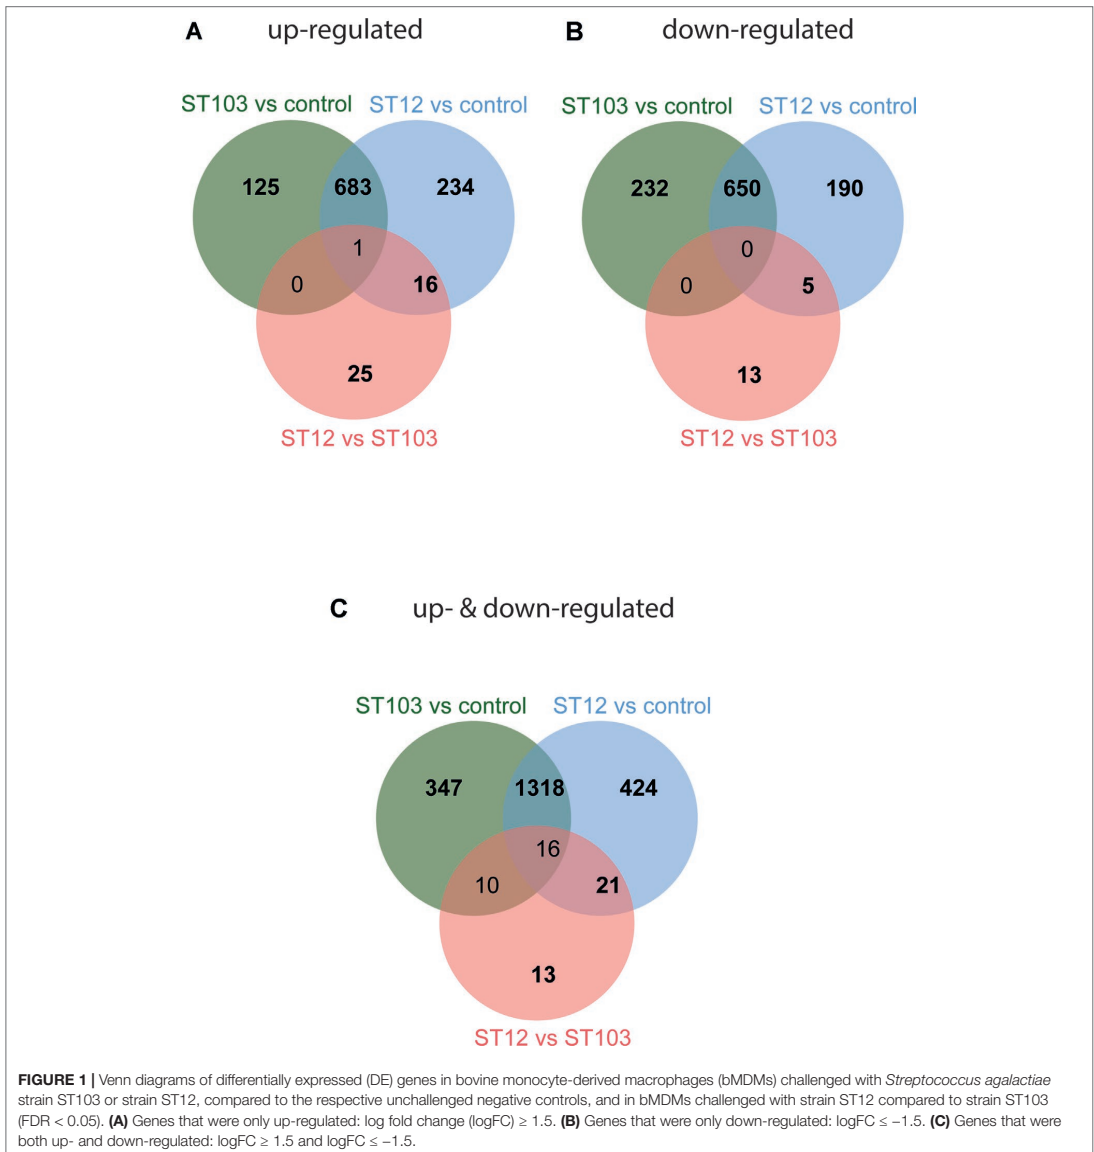 A up-regulated
ST103 vs control ST12 vs control
125 683 234
1
0 16
25
ST12 vs ST103
B down-regulated
ST103 vs control ST12 vs control
232 650 190
0
0 5
13
ST12 vs ST103
C up- & down-regulated
ST103 vs control ST12 vs control
347 1318 424
16
10 21
13
ST12 vs ST103
FIGURE 1 | Venn diagrams of differentially expressed (DE) genes in bovine monocyte-derived macrophages (bMDMs) challenged with Streptococcus agalactiae
strain ST103 or strain ST12, compared to the respective unchallenged negative controls, and in bMDMs challenged with strain ST12 compared to strain ST103
(FDR < 0.05). (A) Genes that were only up-regulated: log fold change (logFC) ≥ 1.5. (B) Genes that were only down-regulated: logFC ≤ −1.5. (C) Genes that were
both up- and down-regulated: logFC ≥ 1.5 and logFC ≤ −1.5.